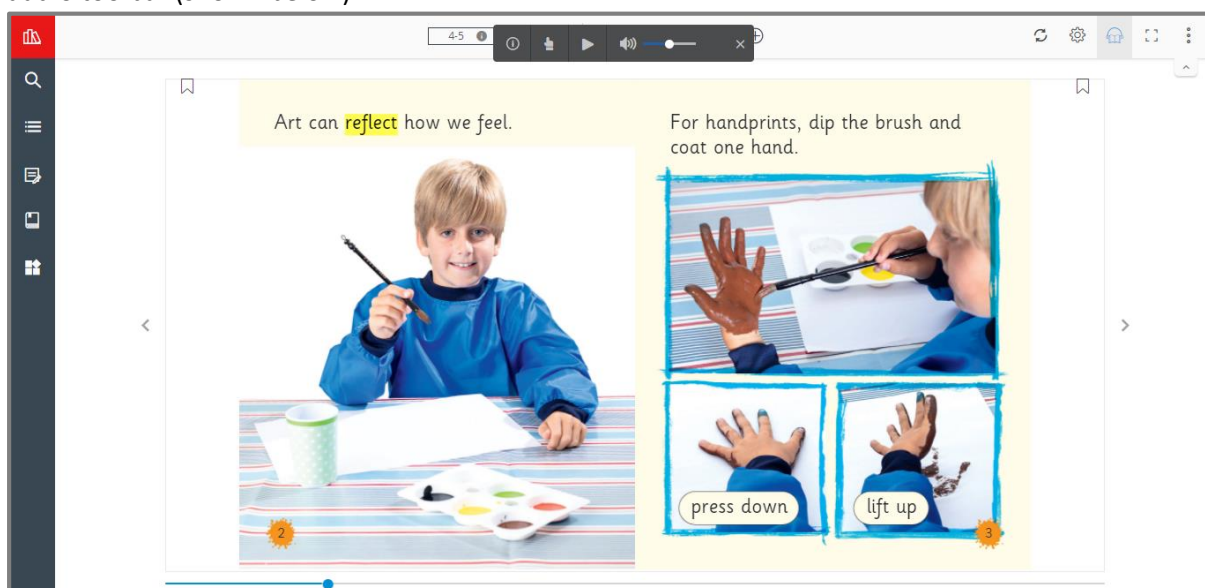 4-5
Art can reflect how we feel.
For handprints, dip the brush and
coat one hand.
press down
lift up
2
3